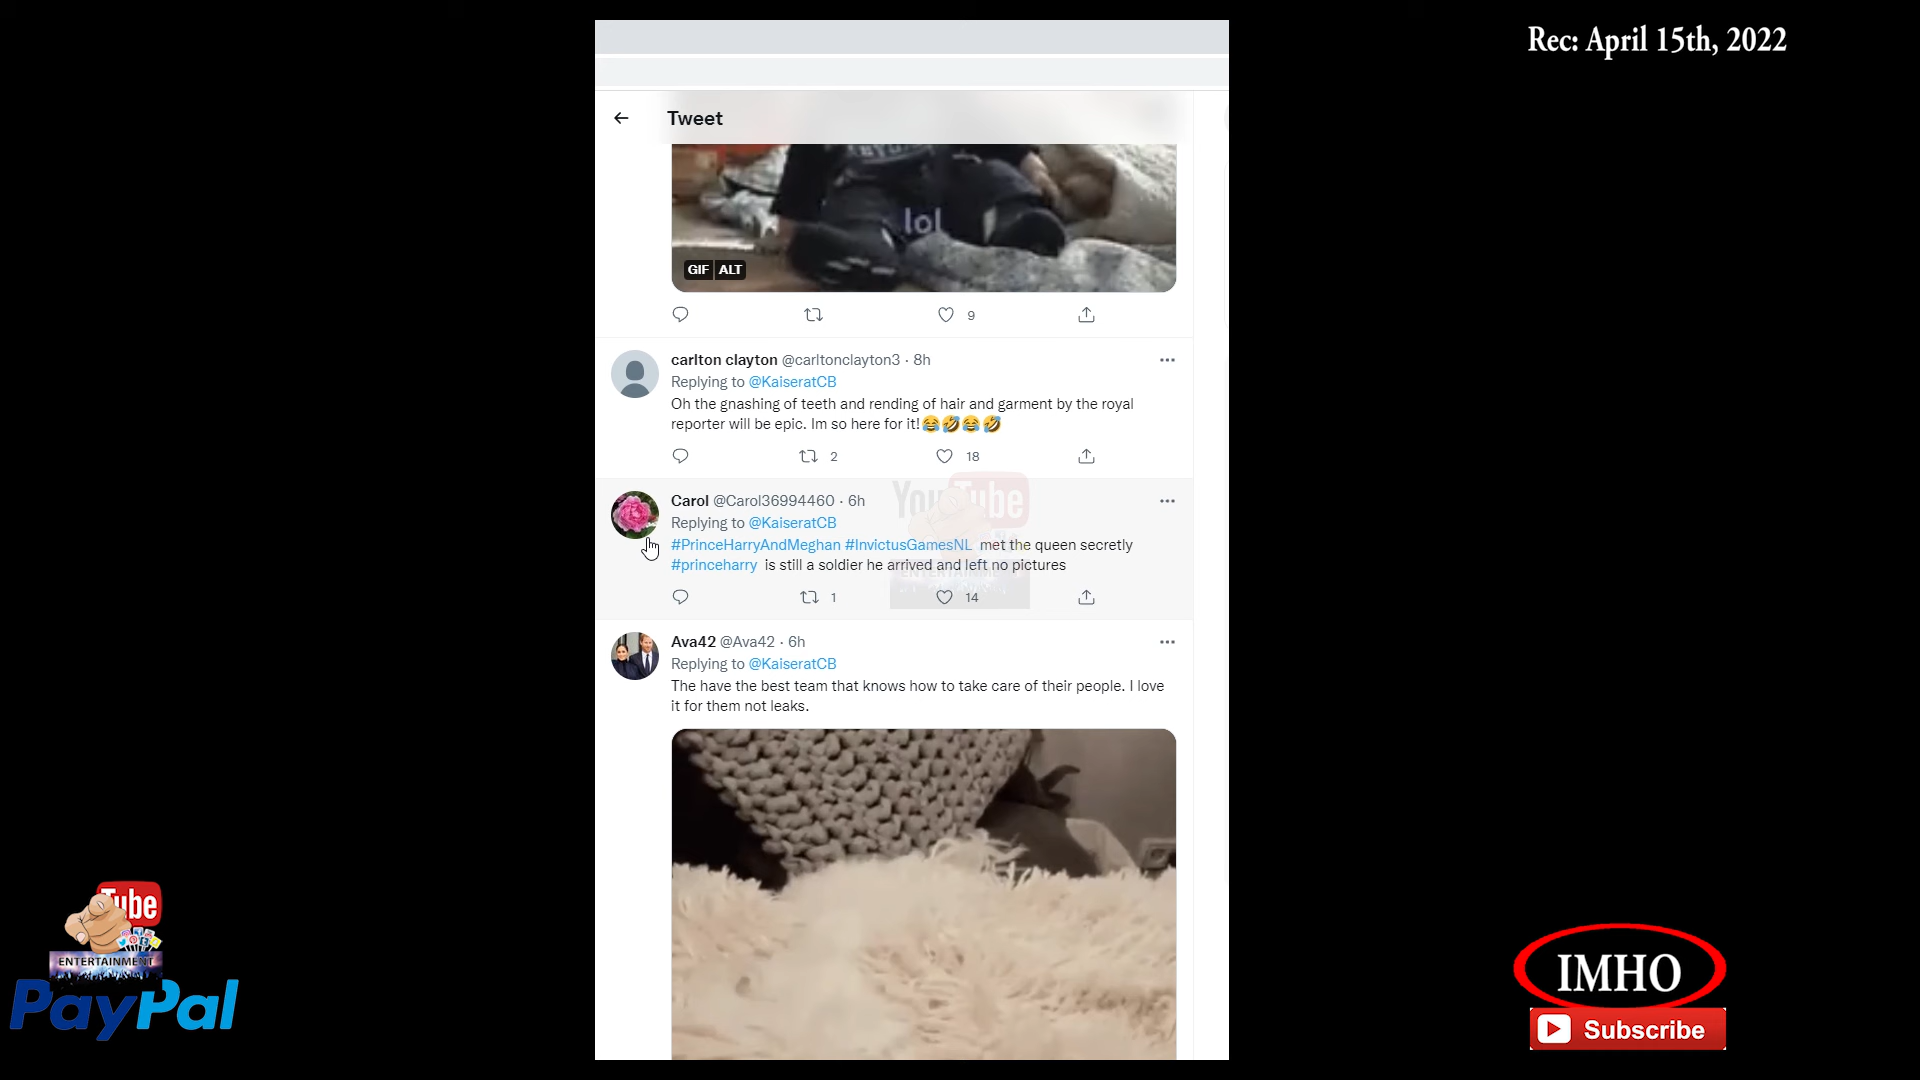 Rec: April 15th, 2022
Tweet
lol
GIF ALT
9
carlton clayton @carltonclayton3 · 8h
Replying to @KaiseratCB
Oh the gnashing of teeth and rending of hair and garment by the royal
reporter will be epic. Im so here for it!😂🤣😂🤣
2 18
Carol @Carol36994460 · 6h
Replying to @KaiseratCB
#PrinceHarryAndMeghan #InvictusGamesNL met the queen secretly
#princeharry is still a soldier he arrived and left no pictures
1 14
YouTube
Ava42 @Ava42 · 6h
Replying to @KaiseratCB
The have the best team that knows how to take care of their people. I love
it for them not leaks.
Tube
ENTERTAINMENT
PayPal
IMHO
Subscribe